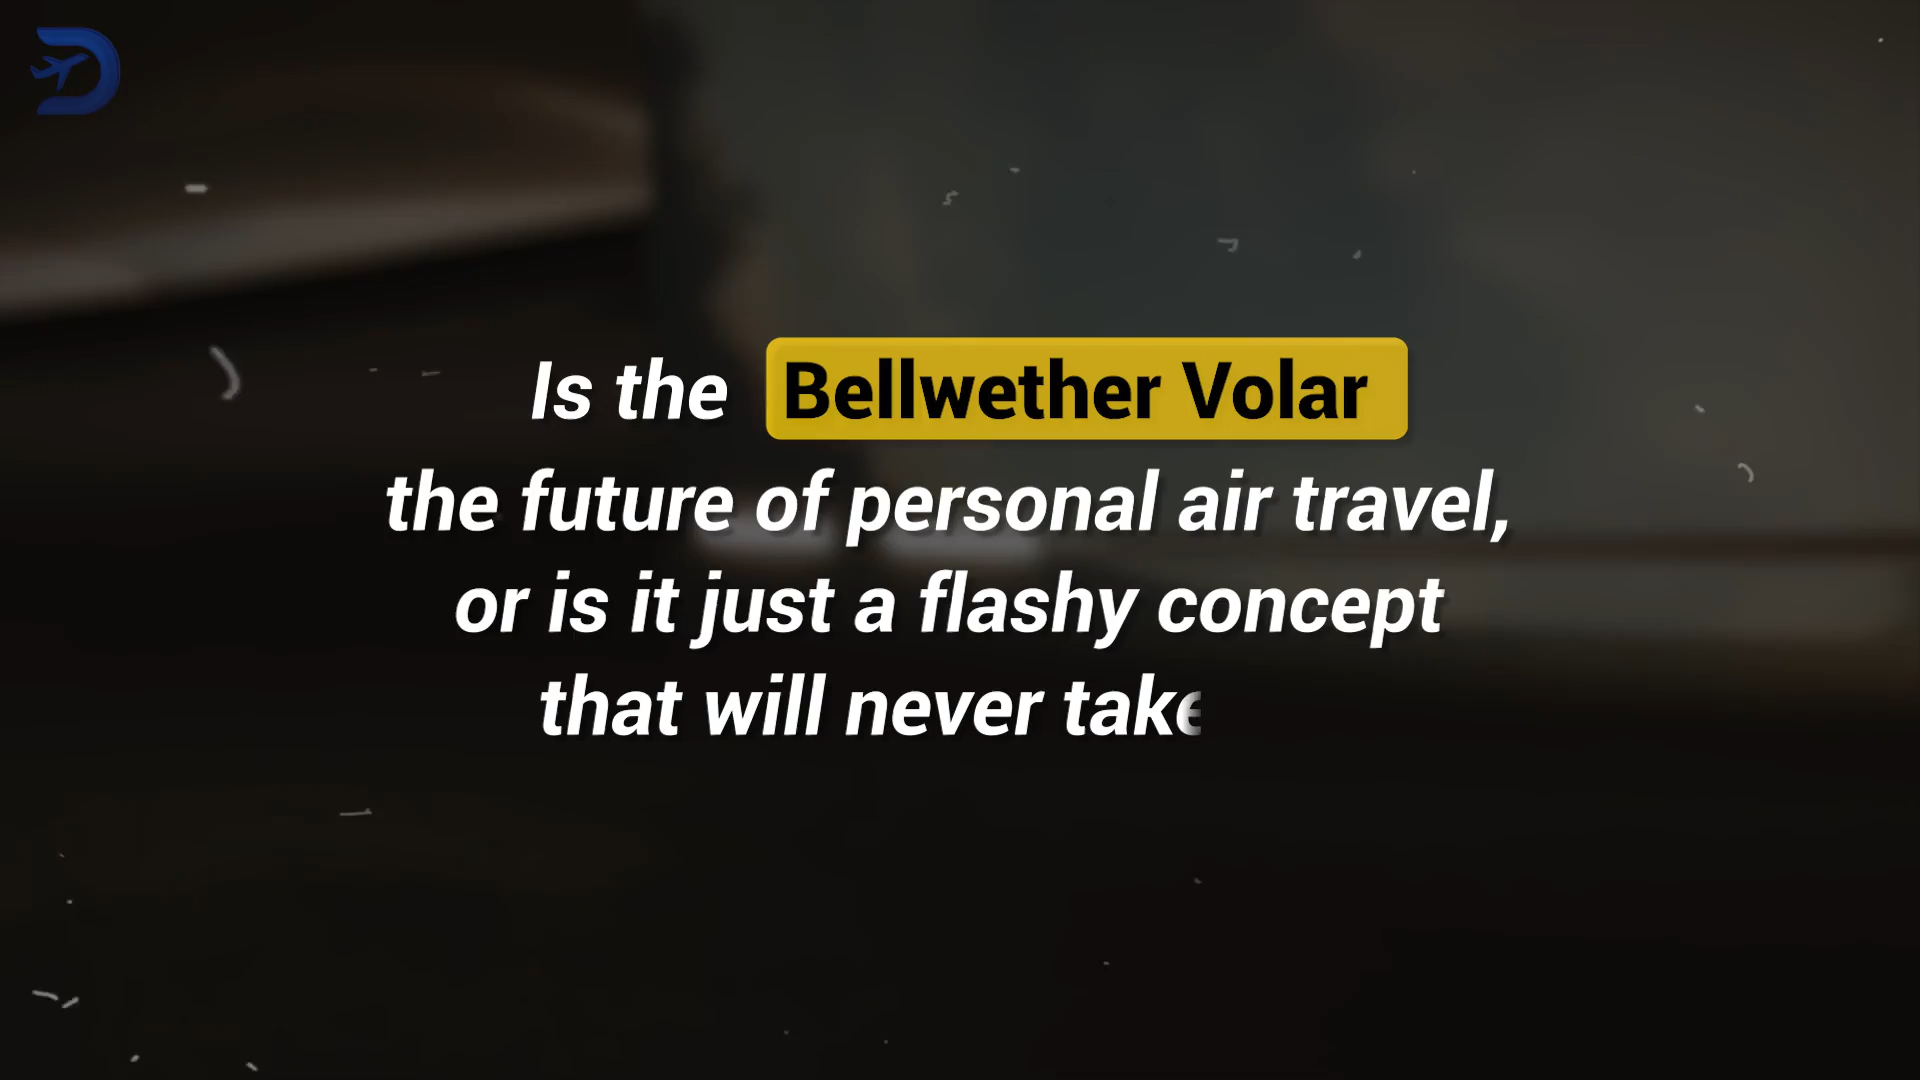 Is the Bellwether Volar
the future of personal air travel,
or is it just a flashy concept
that will never take